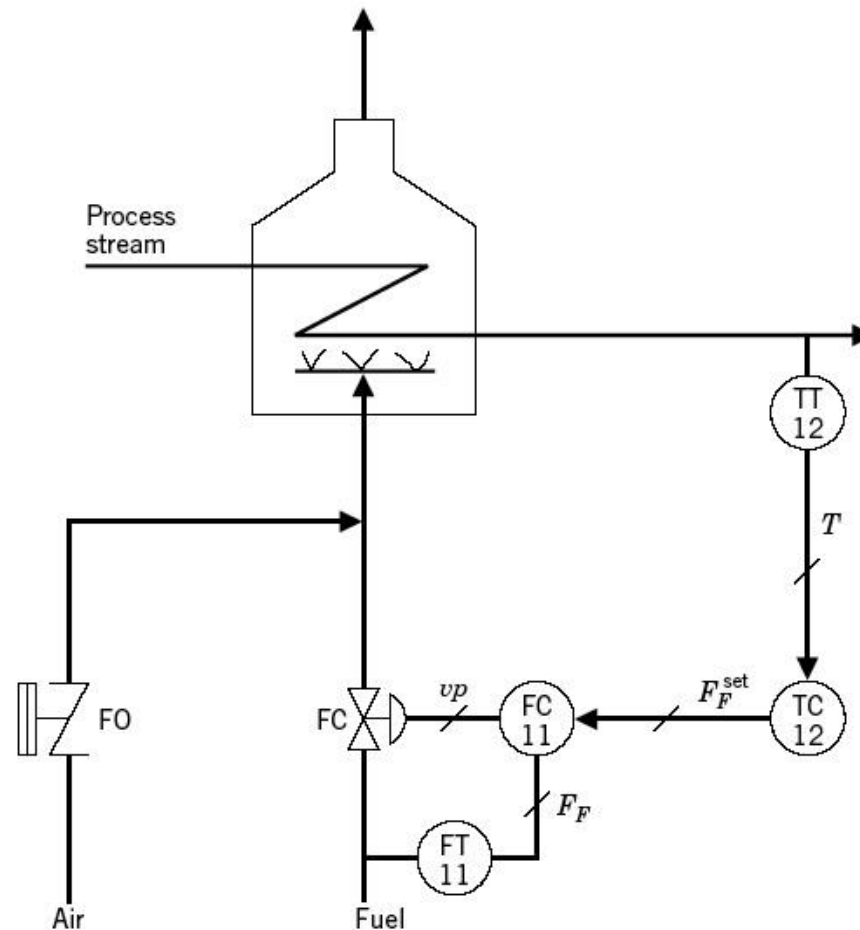 Process
stream
TT
12
T
FO
FC
vp
FC
11
F_F^set
TC
12
F_F
FT
11
Air
Fuel